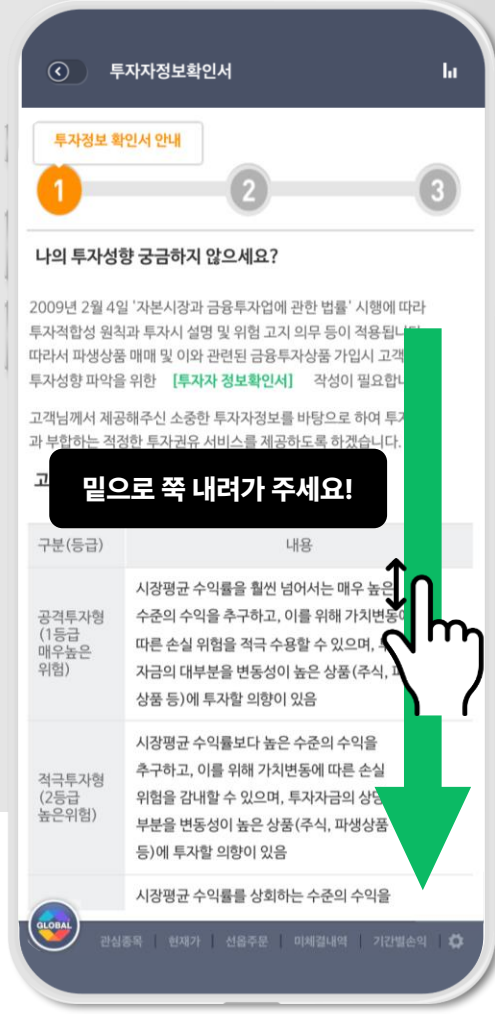 투자자정보확인서
투자정보 확인서 안내
1 2 3
나의 투자성향 궁금하지 않으세요?
2009년 2월 4일 '자본시장과 금융투자업에 관한 법률' 시행에 따라
투자적합성 원칙과 투자시 설명 및 위험 고지 의무 등이 적용됩니다.
따라서 파생상품 매매 및 이와 관련된 금융투자상품 가입시 고객
투자성향 파악을 위한 [투자자 정보확인서] 작성이 필요합니
고객님께서 제공해주신 소중한 투자자정보를 바탕으로 하여 투자
과 부합하는 적정한 투자권유 서비스를 제공하도록 하겠습니다.
고
밑으로 쭉 내려가 주세요!
구분(등급) 내용
공격투자형
(1등급
매우높은
위험)
시장평균 수익률을 훨씬 넘어서는 매우 높은
수준의 수익을 추구하고, 이를 위해 가치변동에
따른 손실 위험을 적극 수용할 수 있으며,
자금의 대부분을 변동성이 높은 상품(주식,
상품 등)에 투자할 의향이 있음
적극투자형
(2등급
높은위험)
시장평균 수익률보다 높은 수준의 수익을
추구하고, 이를 위해 가치변동에 따른 손실
위험을 감내할 수 있으며, 투자자금의 상당
부분을 변동성이 높은 상품(주식, 파생상품
등)에 투자할 의향이 있음
시장평균 수익률을 상회하는 수준의 수익을
GLOBAL
관심종목 | 현재가 | 선옵주문 | 미체결내역 | 기간별손익